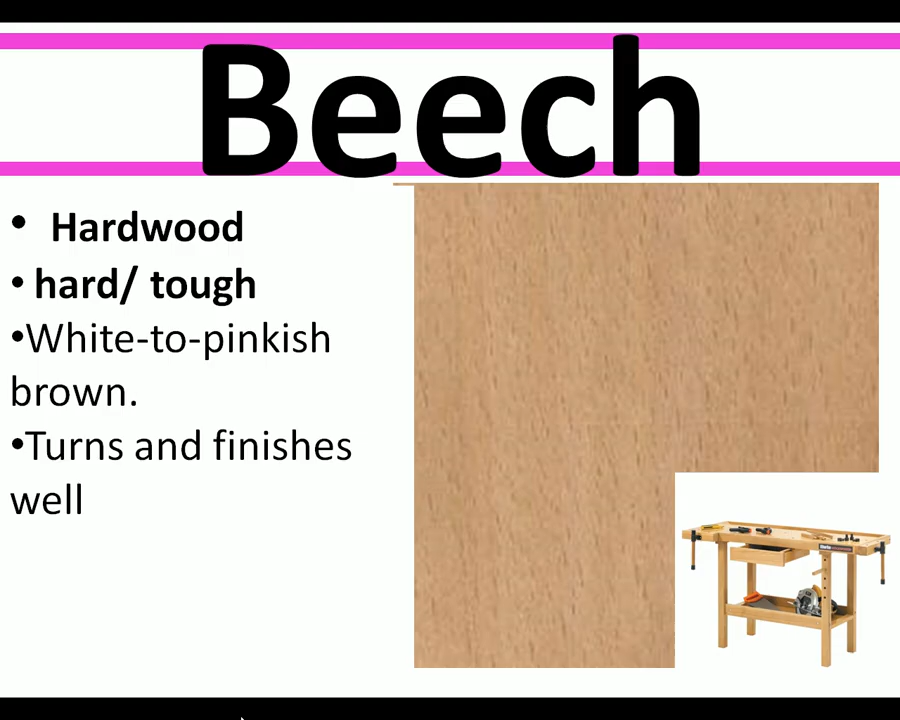 Beech
• Hardwood
• hard/ tough
•White-to-pinkish
brown.
•Turns and finishes
well